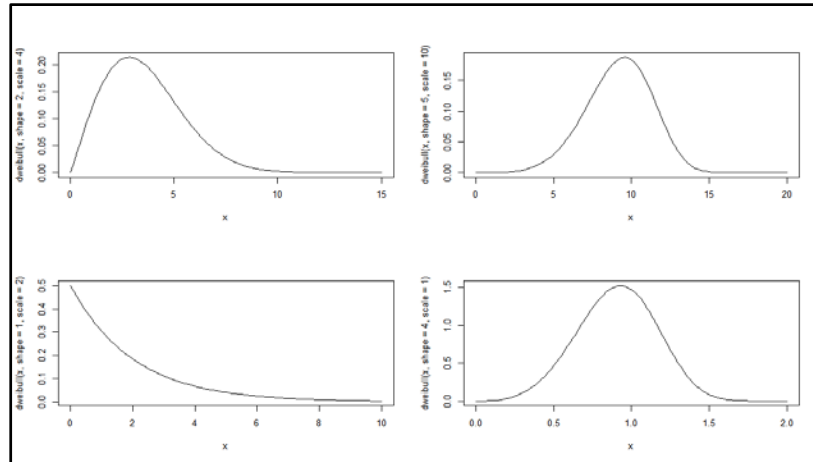 dweibull(x, shape = 2, scale = 4)
0.00 0.05 0.10 0.15 0.20
0 5 10 15
x
dweibull(x, shape = 5, scale = 10)
0.00 0.05 0.10 0.15
0 5 10 15 20
x
dweibull(x, shape = 1, scale = 2)
0.0 0.1 0.2 0.3 0.4 0.5
0 2 4 6 8 10
x
dweibull(x, shape = 4, scale = 1)
0.0 0.5 1.0 1.5
0.0 0.5 1.0 1.5 2.0
x